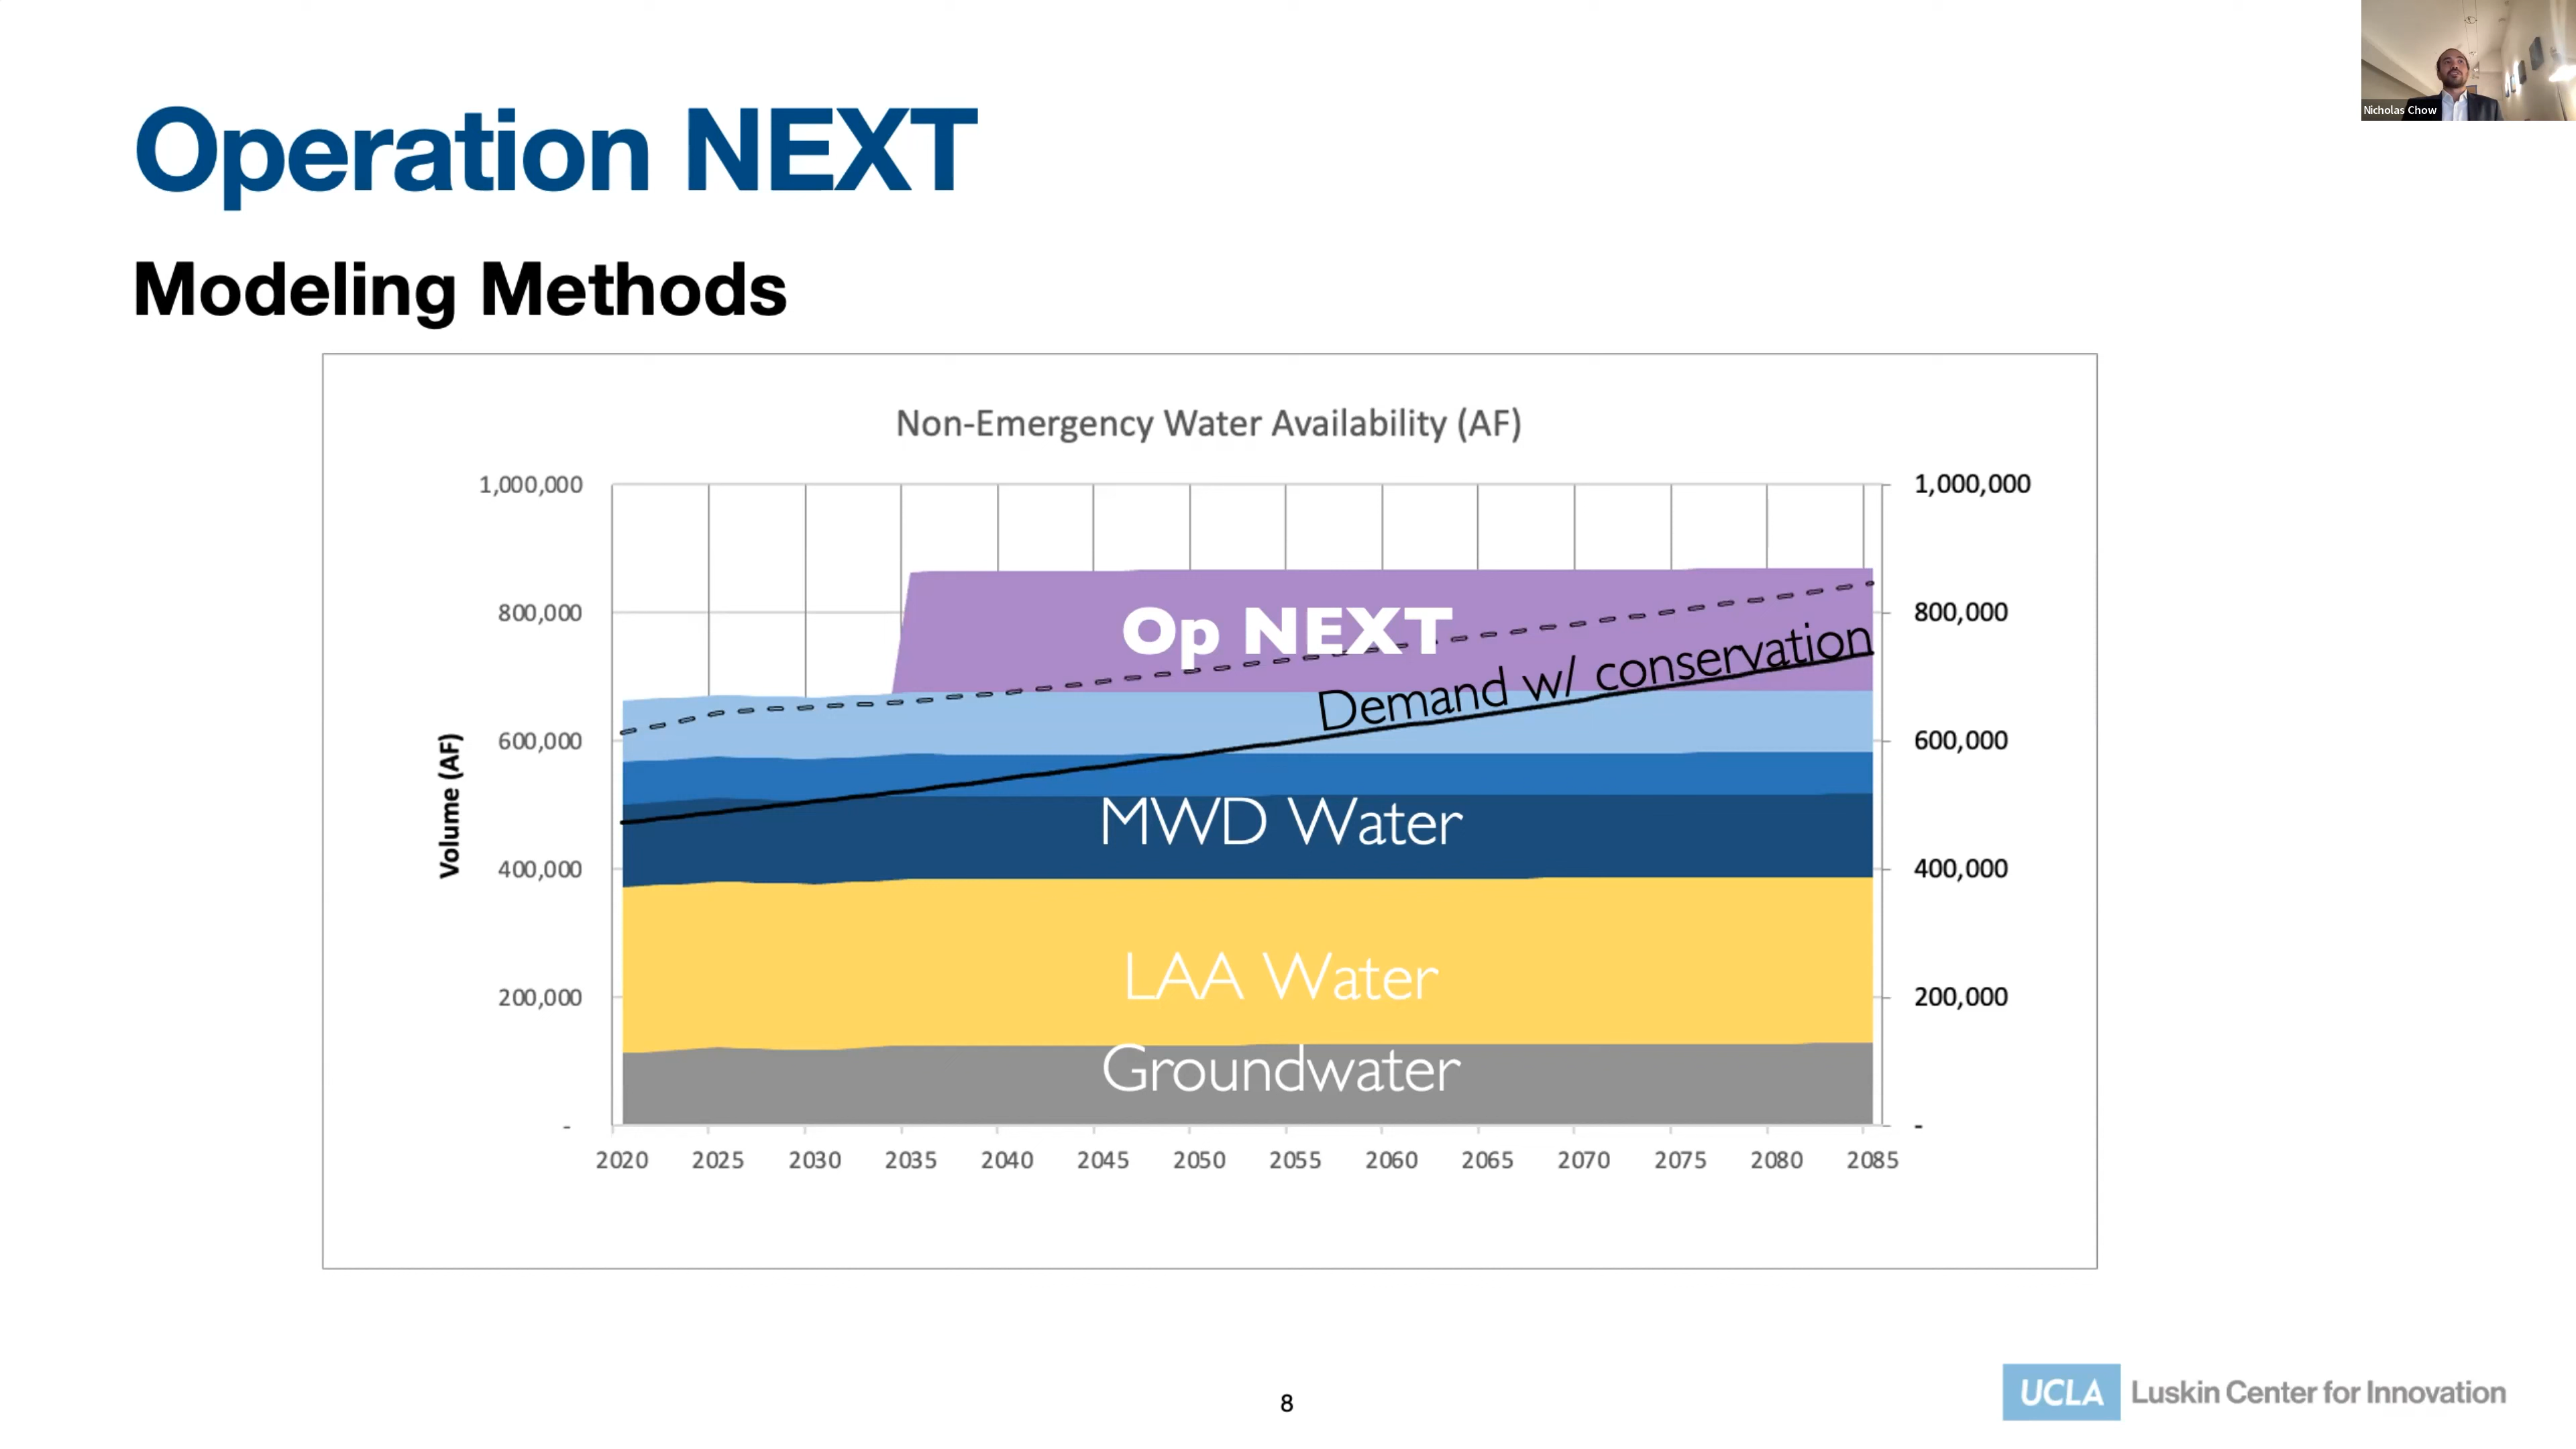 Nicholas Chow
Operation NEXT
Modeling Methods
Non-Emergency Water Availability (AF)
1,000,000
1,000,000
800,000
800,000
Op NEXT
Demand w/ conservation
600,000
600,000
Volume (AF)
MWD Water
400,000
400,000
LAA Water
200,000
200,000
Groundwater
-
-
2020 2025 2030 2035 2040 2045 2050 2055 2060 2065 2070 2075 2080 2085
8
UCLA Luskin Center for Innovation